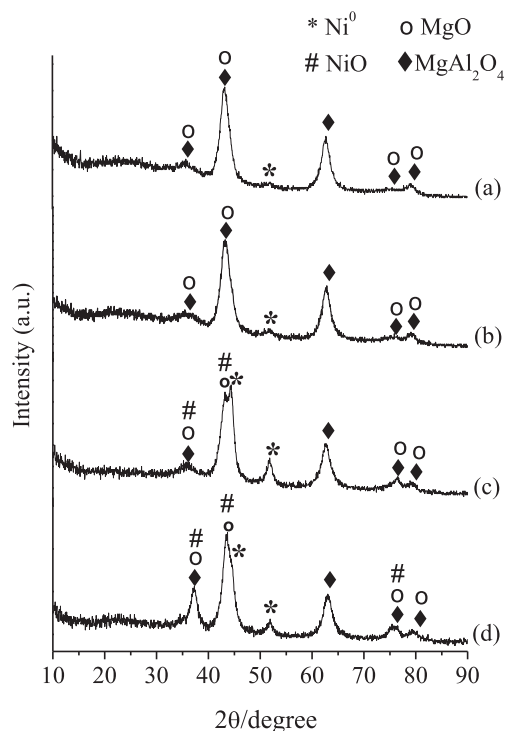 * Ni⁰ o MgO
# NiO ♦ MgAl₂O₄
o
♦
o
♦
*
♦
o
♦
o
♦
(a)
o
♦
o
♦
*
♦
o
♦
o
♦
(b)
#
o *
#
o
♦
*
♦
o
♦
o
♦
(c)
#
o
*
#
o
♦
*
♦
#
o
♦
o
♦
(d)
Intensity (a.u.)
10 20 30 40 50 60 70 80 90
2θ/degree